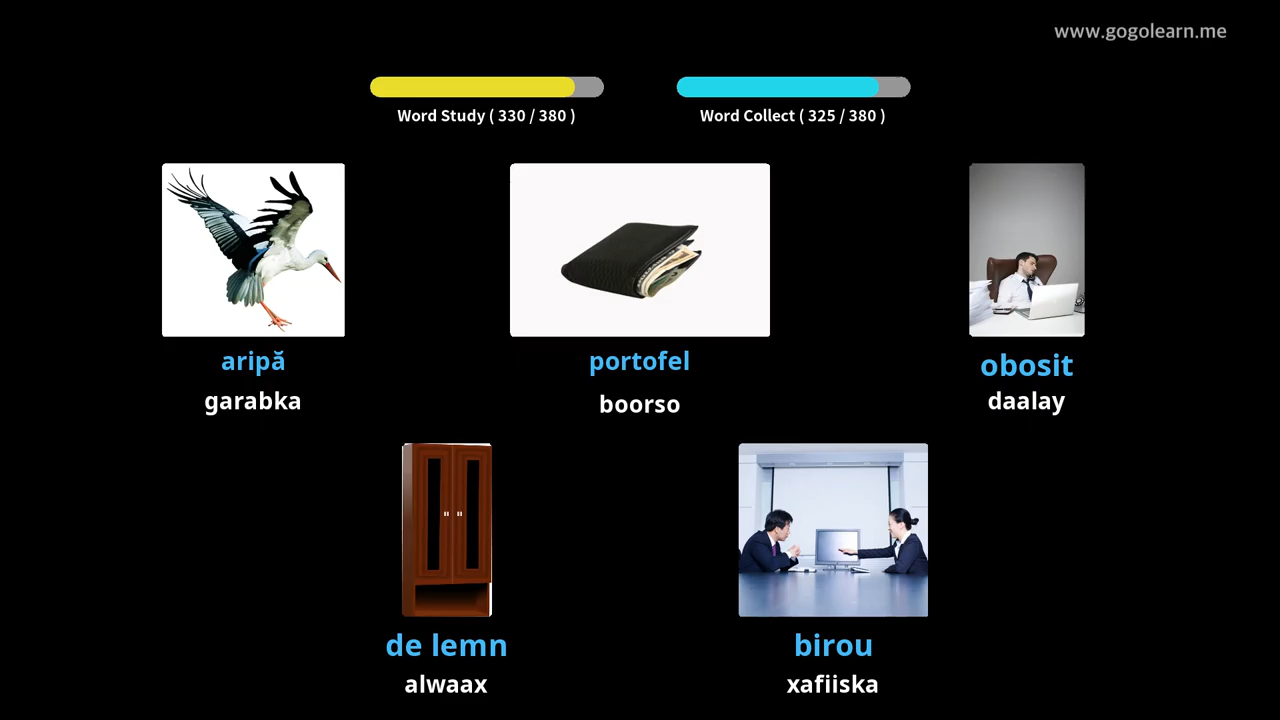 www.gogolearn.me
Word Study ( 330 / 380 )
Word Collect ( 325 / 380 )
aripă
garabka
portofel
boorso
obosit
daalay
de lemn
alwaax
birou
xafiiska